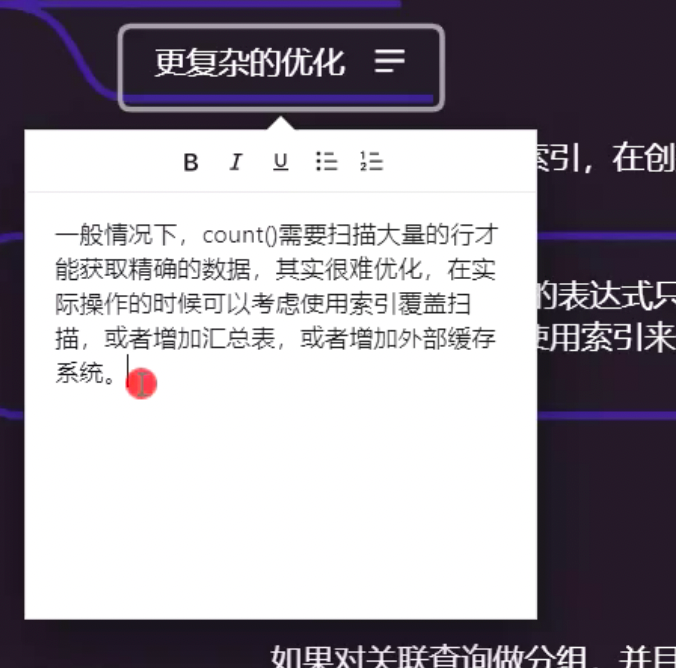 更复杂的优化
B I U
一般情况下，count()需要扫描大量的行才
能获取精确的数据，其实很难优化，在实
际操作的时候可以考虑使用索引覆盖扫
描，或者增加汇总表，或者增加外部缓存
系统。
索引，在创
的表达式只
使用索引来
如果对关联查询做分组，并且